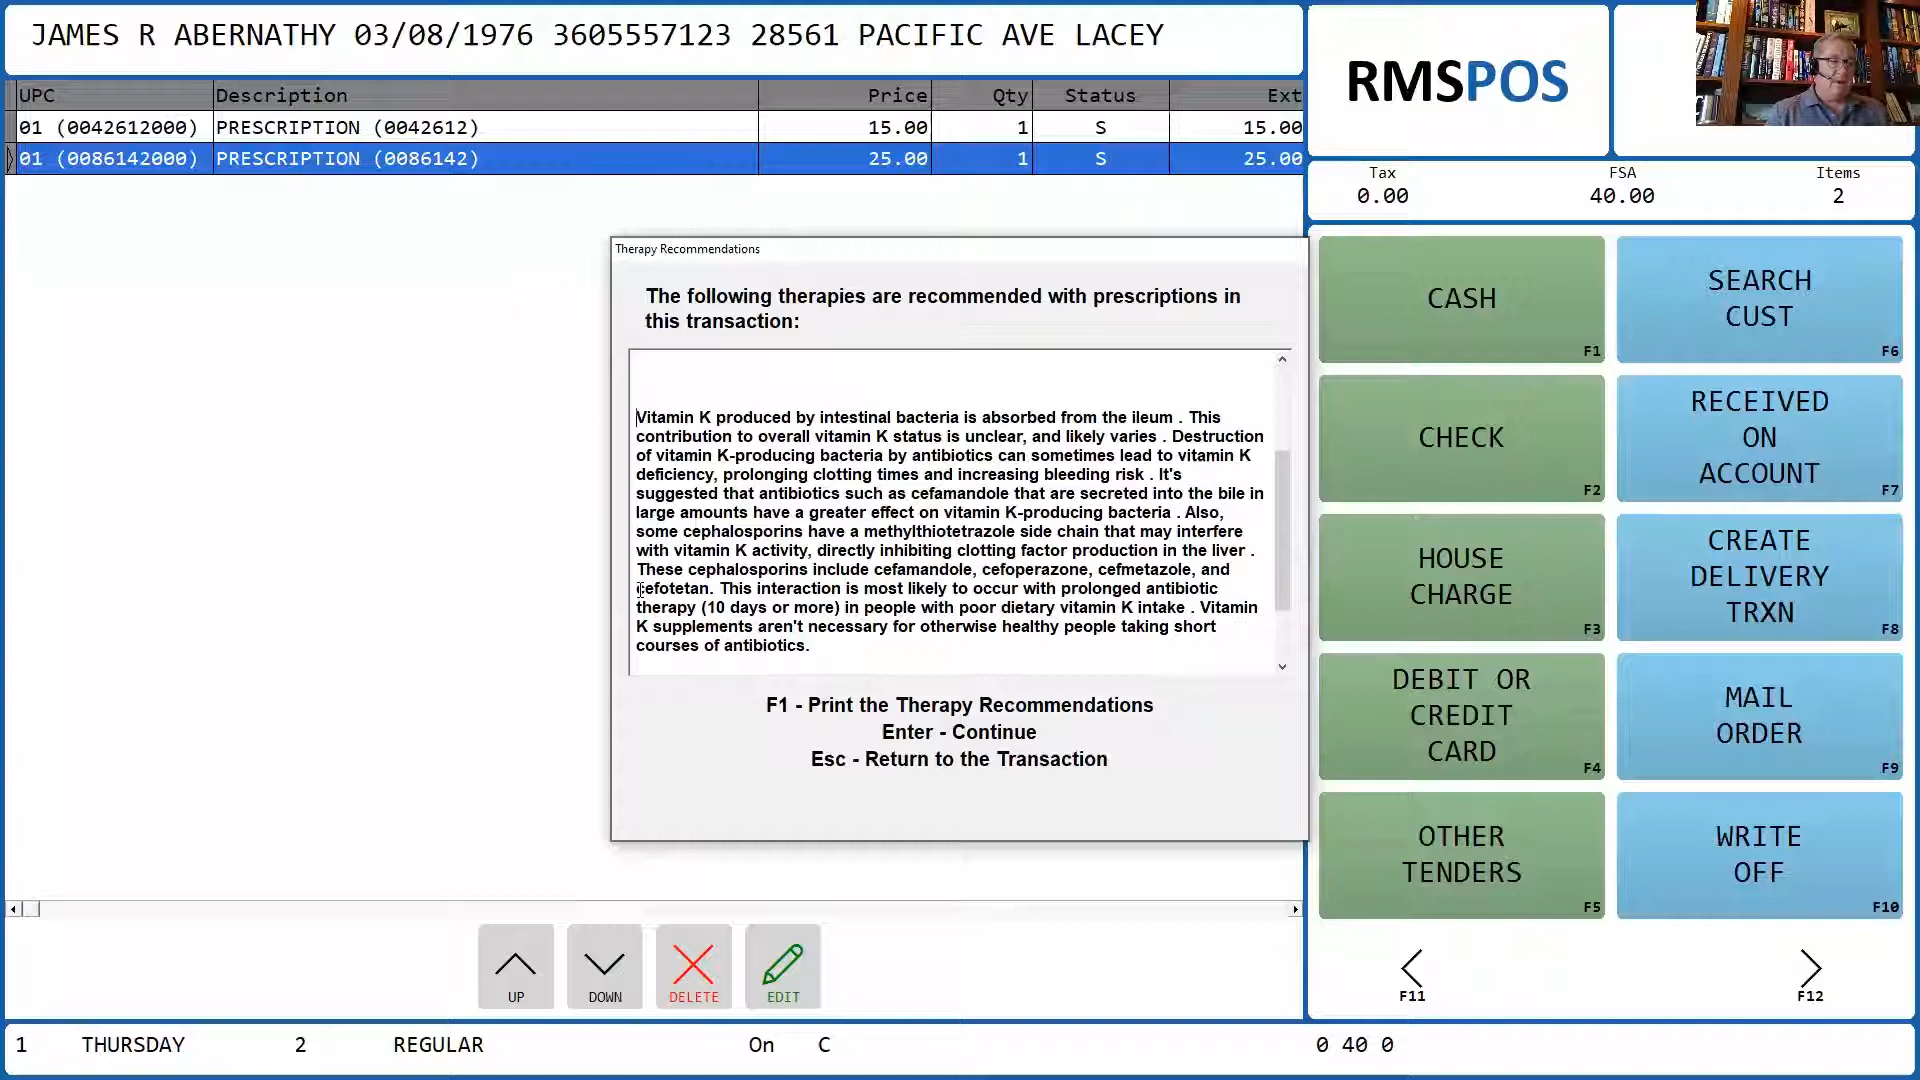 JAMES R ABERNATHY 03/08/1976 3605557123 28561 PACIFIC AVE LACEY
RMSPOS
UPC Description Price Qty Status Ext
01 (0042612000) PRESCRIPTION (0042612) 15.00 1 S 15.00
01 (0086142000) PRESCRIPTION (0086142) 25.00 1 S 25.00
Tax FSA Items
0.00 40.00 2
Therapy Recommendations
The following therapies are recommended with prescriptions in
this transaction:
Vitamin K produced by intestinal bacteria is absorbed from the ileum . This
contribution to overall vitamin K status is unclear, and likely varies . Destruction
of vitamin K-producing bacteria by antibiotics can sometimes lead to vitamin K
deficiency, prolonging clotting times and increasing bleeding risk . It's
suggested that antibiotics such as cefamandole that are secreted into the bile in
large amounts have a greater effect on vitamin K-producing bacteria . Also,
some cephalosporins have a methylthiotetrazole side chain that may interfere
with vitamin K activity, directly inhibiting clotting factor production in the liver .
These cephalosporins include cefamandole, cefoperazone, cefmetazole, and
cefotetan. This interaction is most likely to occur with prolonged antibiotic
therapy (10 days or more) in people with poor dietary vitamin K intake . Vitamin
K supplements aren't necessary for otherwise healthy people taking short
courses of antibiotics.
F1 - Print the Therapy Recommendations
Enter - Continue
Esc - Return to the Transaction
CASH
F1
SEARCH
CUST
F6
CHECK
F2
RECEIVED
ON
ACCOUNT
F7
HOUSE
CHARGE
F3
CREATE
DELIVERY
TRXN
F8
DEBIT OR
CREDIT
CARD
F4
MAIL
ORDER
F9
OTHER
TENDERS
F5
WRITE
OFF
F10
F11 F12
UP DOWN DELETE EDIT
1 THURSDAY 2 REGULAR On C 0 40 0